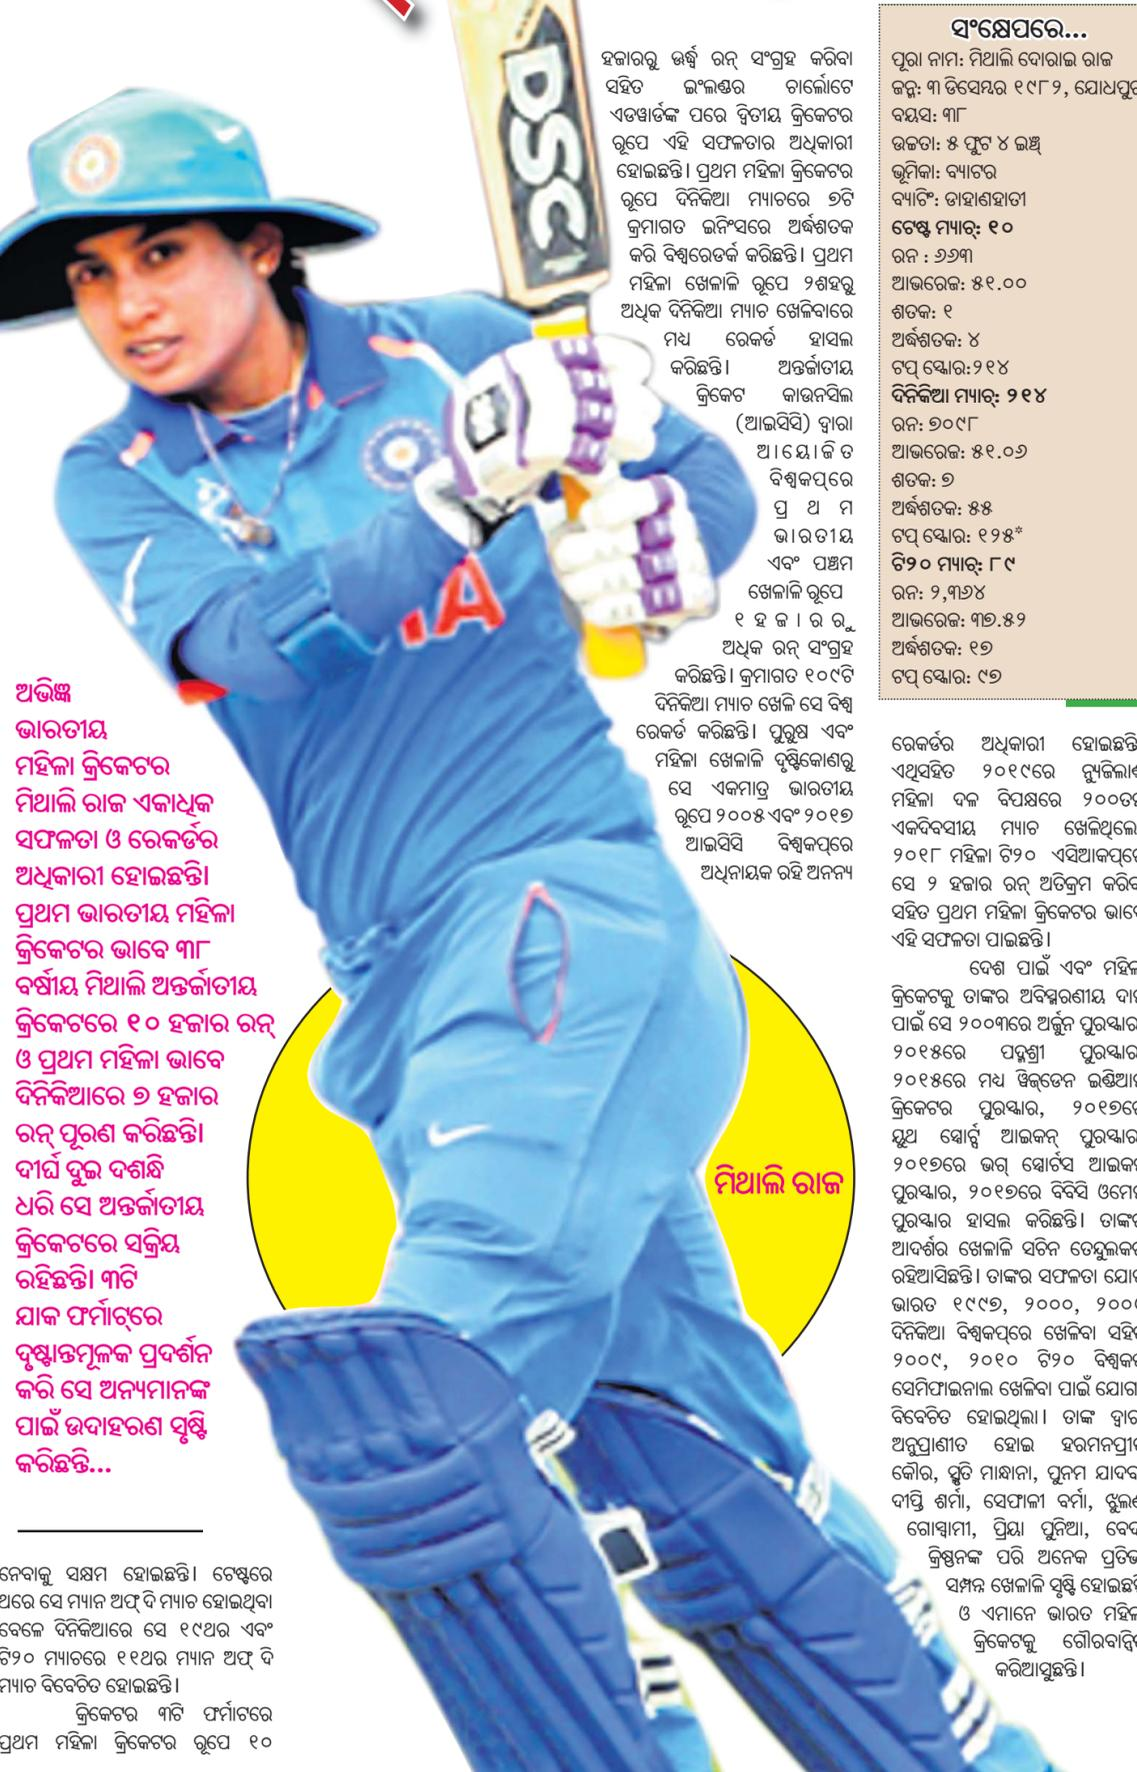 ଅଭିଜ୍ଞ
ଭାରତୀୟ
ମହିଳା କ୍ରିକେଟର
ମିଥାଲି ରାଜ ଏକାଧିକ
ସଫଳତା ଓ ରେକର୍ଡର
ଅଧିକାରୀ ହୋଇଛନ୍ତି।
ପ୍ରଥମ ଭାରତୀୟ ମହିଳା
କ୍ରିକେଟର ଭାବେ ୩୮
ବର୍ଷୀୟ ମିଥାଲି ଅନ୍ତର୍ଜାତୀୟ
କ୍ରିକେଟରେ ୧୦ ହଜାର ରନ୍
ଓ ପ୍ରଥମ ମହିଳା ଭାବେ
ଦିନିକିଆରେ ୭ ହଜାର
ରନ୍ ପୂରଣ କରିଛନ୍ତି।
ଦୀର୍ଘ ଦୁଇ ଦଶନ୍ଧି
ଧରି ସେ ଅନ୍ତର୍ଜାତୀୟ
କ୍ରିକେଟରେ ସକ୍ରିୟ
ରହିଛନ୍ତି। ୩ଟି
ଯାକ ଫର୍ମାଟ୍‌ରେ
ଦୃଷ୍ଟାନ୍ତମୂଳକ ପ୍ରଦର୍ଶନ
କରି ସେ ଅନ୍ୟମାନଙ୍କ
ପାଇଁ ଉଦାହରଣ ସୃଷ୍ଟି
କରିଛନ୍ତି...
ନେବାକୁ ସକ୍ଷମ ହୋଇଛନ୍ତି। ଟେଷ୍ଟରେ
ଥରେ ସେ ମ୍ୟାନ ଅଫ୍ ଦି ମ୍ୟାଚ ହୋଇଥିବା
ବେଳେ ଦିନିକିଆରେ ସେ ୧୯ଥର ଏବଂ
ଟି୨୦ ମ୍ୟାଚରେ ୧୧ଥର ମ୍ୟାନ ଅଫ୍ ଦି
ମ୍ୟାଚ ବିବେଚିତ ହୋଇଛନ୍ତି।
କ୍ରିକେଟର ୩ଟି ଫର୍ମାଟରେ
ପ୍ରଥମ ମହିଳା କ୍ରିକେଟର ରୂପେ ୧୦
DSC
.IA
ମିଥାଲି ରାଜ
ହଜାରରୁ ଊର୍ଦ୍ଧ୍ୱ ରନ୍ ସଂଗ୍ରହ କରିବା
ସହିତ ଇଂଲଣ୍ଡର ଚାର୍ଲୋଟେ
ଏଡୱାର୍ଡଙ୍କ ପରେ ଦ୍ୱିତୀୟ କ୍ରିକେଟର
ରୂପେ ଏହି ସଫଳତାର ଅଧିକାରୀ
ହୋଇଛନ୍ତି। ପ୍ରଥମ ମହିଳା କ୍ରିକେଟର
ରୂପେ ଦିନିକିଆ ମ୍ୟାଚରେ ୭ଟି
କ୍ରମାଗତ ଇନିଂସରେ ଅର୍ଦ୍ଧଶତକ
କରି ବିଶ୍ୱରେଡର୍କ କରିଛନ୍ତି। ପ୍ରଥମ
ମହିଳା ଖେଳାଳି ରୂପେ ୨ଶହରୁ
ଅଧିକ ଦିନିକିଆ ମ୍ୟାଚ ଖେଳିବାରେ
ମଧ୍ୟ ରେକର୍ଡ ହାସଲ
କରିଛନ୍ତି। ଅନ୍ତର୍ଜାତୀୟ
କ୍ରିକେଟ କାଉନସିଲ
(ଆଇସିସି) ଦ୍ୱାରା
ଆୟୋଜିତ
ବିଶ୍ୱକପ୍‌ରେ
ପ୍ରଥମ
ଭାରତୀୟ
ଏବଂ ପଞ୍ଚମ
ଖେଳାଳି ରୂପେ
୧ହଜାରରୁ
ଅଧିକ ରନ୍ ସଂଗ୍ରହ
କରିଛନ୍ତି। କ୍ରମାଗତ ୧୦୯ଟି
ଦିନିକିଆ ମ୍ୟାଚ ଖେଳି ସେ ବିଶ୍ୱ
ରେକର୍ଡ କରିଛନ୍ତି। ପୁରୁଷ ଏବଂ
ମହିଳା ଖେଳାଳି ଦୃଷ୍ଟିକୋଣରୁ
ସେ ଏକମାତ୍ର ଭାରତୀୟ
ରୂପେ ୨୦୦୫ ଏବଂ ୨୦୧୭
ଆଇସିସି ବିଶ୍ୱକପ୍‌ରେ
ଅଧିନାୟକ ରହି ଅନନ୍ୟ
ସଂକ୍ଷେପରେ...
ପୂରା ନାମ: ମିଥାଲି ଦୋରାଇ ରାଜ
ଜନ୍ମ: ୩ ଡିସେମ୍ୱର ୧୯୮୨, ଯୋଧପୁର
ବୟସ: ୩୮
ଉଚ୍ଚତା: ୫ ଫୁଟ ୪ ଇଞ୍ଚ୍
ଭୂମିକା: ବ୍ୟାଟର
ବ୍ୟାଟିଂ: ଡାହାଣହାତୀ
ଟେଷ୍ଟ ମ୍ୟାଚ୍: ୧୦
ରନ : ୬୬୩
ଆଭରେଜ: ୫୧.୦୦
ଶତକ: ୧
ଅର୍ଦ୍ଧଶତକ: ୪
ଟପ୍ ସ୍କୋର:୨୧୪
ଦିନିକିଆ ମ୍ୟାଚ୍: ୨୧୪
ରନ: ୭୦୯୮
ଆଭରେଜ: ୫୧.୦୬
ଶତକ: ୭
ଅର୍ଦ୍ଧଶତକ: ୫୫
ଟପ୍ ସ୍କୋର: ୧୨୫*
ଟି୨୦ ମ୍ୟାଚ୍: ୮୯
ରନ: ୨,୩୬୪
ଆଭରେଜ: ୩୭.୫୨
ଅର୍ଦ୍ଧଶତକ: ୧୭
ଟପ୍ ସ୍କୋର: ୯୭
ରେକର୍ଡର ଅଧିକାରୀ ହୋଇଛନ୍ତି
ଏଥିସହିତ ୨୦୧୯ରେ
ମହିଳା ଦଳ ବିପକ୍ଷରେ
ଏକଦିବସୀୟ ମ୍ୟାଚ
୨୦୧୮ ମହିଳା ଟି୨୦
ସେ ୨ ହଜାର ରନ୍ ଅତିକ୍ରମ
ସହିତ ପ୍ରଥମ ମହିଳା କ୍ରିକେଟର
ଏହି ସଫଳତା ପାଇଛନ୍ତି।
ଦେଶ ପାଇଁ ଏବଂ
କ୍ରିକେଟକୁ ତାଙ୍କର ଅବିସ୍ମରଣୀୟ
ପାଇଁ ସେ ୨୦୦୩ରେ ଅର୍ଜୁନ ପୁରସ୍କାର
୨୦୧୫ରେ ପଦ୍ମଶ୍ରୀ ପୁରସ୍କାର
୨୦୧୫ରେ ମଧ୍ୟ ୱିଜ୍‌ଡେନ
କ୍ରିକେଟର ପୁରସ୍କାର,
ୟୁଥ ସ୍ପୋର୍ଟ୍ସ ଆଇକନ୍ ପୁରସ୍କାର
୨୦୧୭ରେ ଭଗ୍ ସ୍ପୋର୍ଟସ
ପୁରସ୍କାର, ୨୦୧୭ରେ ବିବିସି
ପୁରସ୍କାର ହାସଲ କରିଛନ୍ତି।
ଆଦର୍ଶର ଖେଳାଳି ସଚିନ
ରହିଆସିଛନ୍ତି। ତାଙ୍କର ସଫଳତା
ଭାରତ ୧୯୯୭, ୨୦୦୦,
ଦିନିକିଆ ବିଶ୍ୱକପ୍‌ରେ ଖେଳିବା
୨୦୦୯, ୨୦୧୦ ଟି୨୦
ସେମିଫାଇନାଲ ଖେଳିବା ପାଇଁ
ବିବେଚିତ ହୋଇଥିଲା। ତାଙ୍କ
ଅନୁପ୍ରାଣୀତ ହୋଇ
କୌର, ସ୍ମୃତି ମାନ୍ଧାନା, ପୁନମ
ଦୀପ୍ତି ଶର୍ମା, ସେଫାଳୀ ବର୍ମା,
ଗୋସ୍ୱାମୀ, ପ୍ରିୟା ପୁନିଆ,
କ୍ରିଷ୍ଣନଙ୍କ ପରି ଅନେକ
ସମ୍ପନ୍ନ ଖେଳାଳି ସୃଷ୍ଟି
ଓ ଏମାନେ ଭାରତ
କ୍ରିକେଟକୁ
କରିଆସୁଛନ୍ତି।